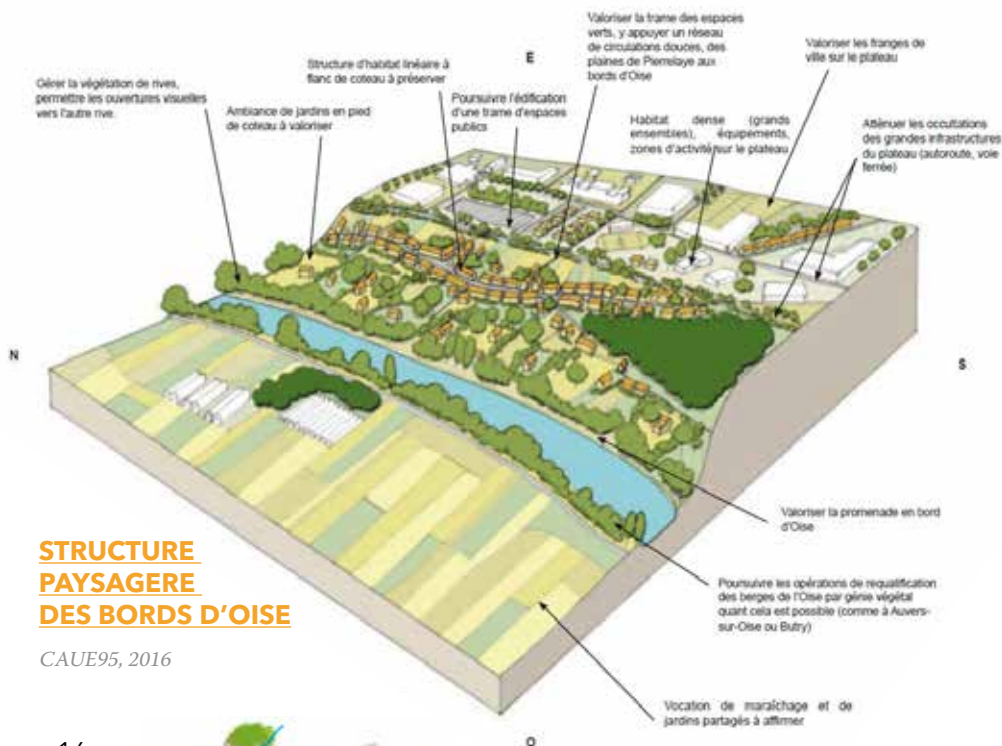 Valoriser la trame des espaces
verts, y appuyer un réseau
de circulations douces, des
plaines de Pierrelaye aux
bords d'Oise
E
Valoriser les franges de
ville sur le plateau
Structure d'habitat linéaire à
flanc de coteau à préserver
Gérer la végétation de rives,
permettre les ouvertures visuelles
vers l'autre rive.
Ambiance de jardins en pied
de coteau à valoriser
Poursuivre l'édification
d'une trame d'espaces
publics
Habitat dense (grands
ensembles), équipements,
zones d'activité sur le plateau
Atténuer les occultations
des grandes infrastructures
du plateau (autoroute, voie
ferrée)
N
S
Valoriser la promenade en bord
d'Oise
STRUCTURE
PAYSAGERE
DES BORDS D'OISE
CAUE95, 2016
Poursuivre les opérations de requalification
des berges de l'Oise par génie végétal
quant cela est possible (comme à Auvers-
sur-Oise ou Butry)
Vocation de maraîchage et de
jardins partagés à affirmer
O